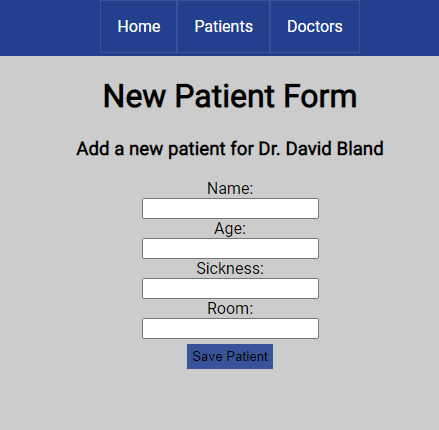 Home Patients Doctors
New Patient Form
Add a new patient for Dr. David Bland
Name:
Age:
Sickness:
Room:
Save Patient